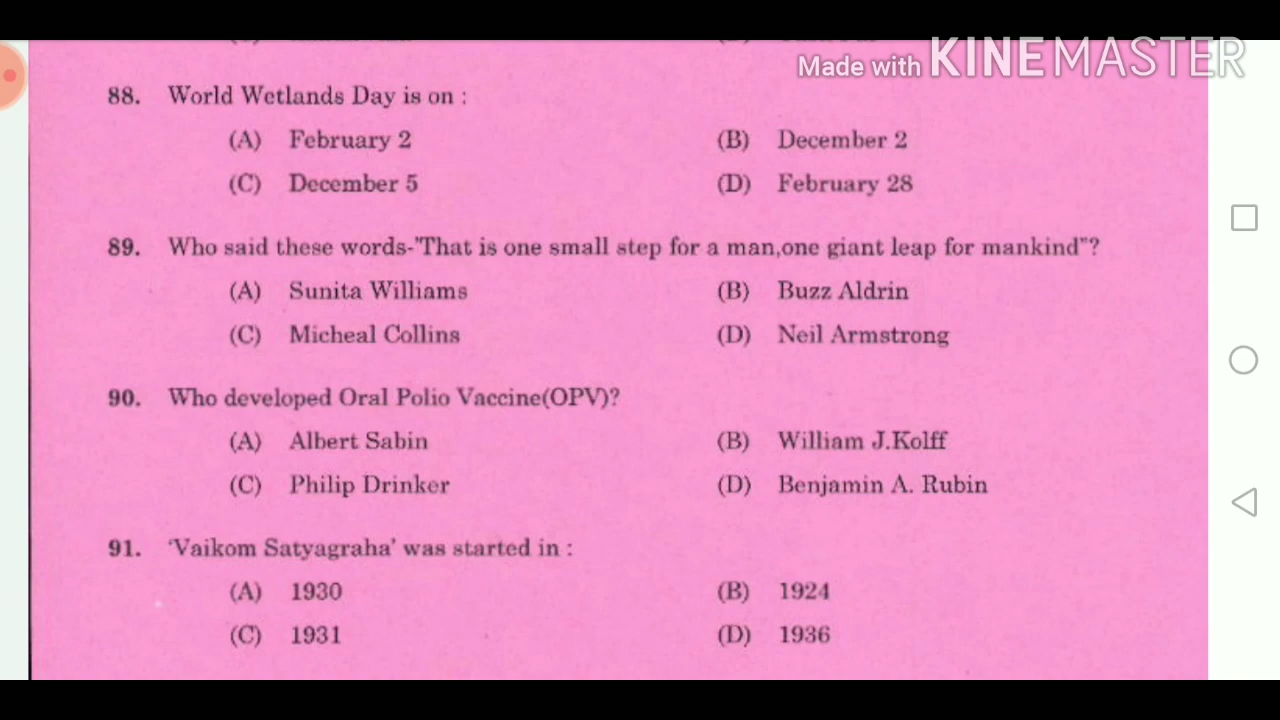 Made with KINEMASTER
88. World Wetlands Day is on :
(A) February 2 (B) December 2
(C) December 5 (D) February 28
89. Who said these words-"That is one small step for a man,one giant leap for mankind"?
(A) Sunita Williams (B) Buzz Aldrin
(C) Micheal Collins (D) Neil Armstrong
90. Who developed Oral Polio Vaccine(OPV)?
(A) Albert Sabin (B) William J.Kolff
(C) Philip Drinker (D) Benjamin A. Rubin
91. 'Vaikom Satyagraha' was started in :
(A) 1930 (B) 1924
(C) 1931 (D) 1936